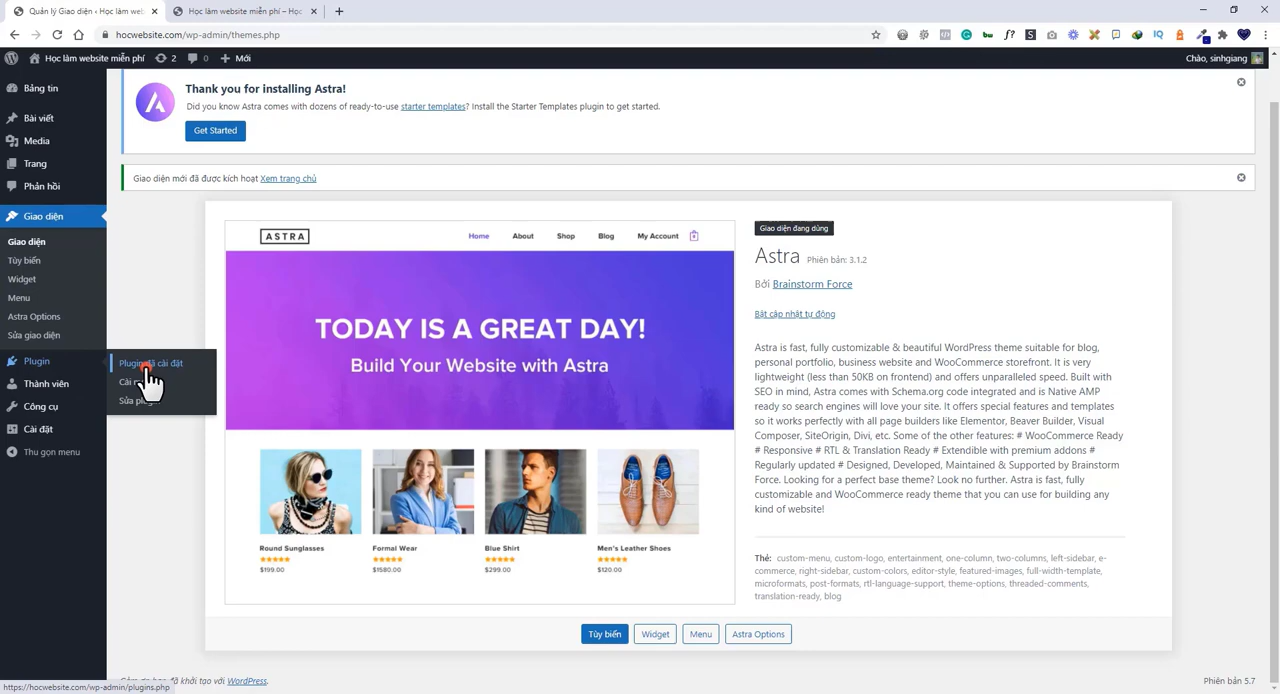 Quản lý Giao diện ‹ Học làm web
Học làm website miễn phí – Học
hocwebsite.com/wp-admin/themes.php
Học làm website miễn phí
2
0
Mới
Chào, sinhgiang
Bảng tin
Bài viết
Media
Trang
Phản hồi
Giao diện
Giao diện
Tùy biến
Widget
Menu
Astra Options
Sửa giao diện
Plugin
Thành viên
Công cụ
Cài đặt
Thu gọn menu
cài đặt
Thank you for installing Astra!
Did you know Astra comes with dozens of ready-to-use starter templates? Install the Starter Templates plugin to get started.
Get Started
Giao diện mới đã được kích hoạt Xem trang chủ
ASTRA
Home
About
Shop
Blog
My Account
TODAY IS A GREAT DAY!
Build Your Website with Astra
Round Sunglasses
$199.00
Formal Wear
$1580.00
Blue Shirt
$299.00
Men's Leather Shoes
$120.00
Giao diện đang dùng
Astra Phiên bản: 3.1.2
Bởi Brainstorm Force
Bật cập nhật tự động
Astra is fast, fully customizable & beautiful WordPress theme suitable for blog,
personal portfolio, business website and WooCommerce storefront. It is very
lightweight (less than 50KB on frontend) and offers unparalleled speed. Built with
SEO in mind, Astra comes with Schema.org code integrated and is Native AMP
ready so search engines will love your site. It offers special features and templates
so it works perfectly with all page builders like Elementor, Beaver Builder, Visual
Composer, SiteOrigin, Divi, etc. Some of the other features: # WooCommerce Ready
# Responsive # RTL & Translation Ready # Extendible with premium addons #
Regularly updated # Designed, Developed, Maintained & Supported by Brainstorm
Force. Looking for a perfect base theme? Look no further. Astra is fast, fully
customizable and WooCommerce ready theme that you can use for building any
kind of website!
Thẻ: custom-menu, custom-logo, entertainment, one-column, two-columns, left-sidebar, e-
commerce, right-sidebar, custom-colors, editor-style, featured-images, full-width-template,
microformats, post-formats, rtl-language-support, theme-options, threaded-comments,
translation-ready, blog
Tùy biến
Widget
Menu
Astra Options
https://hocwebsite.com/wp-admin/plugins.php
đã khởi tạo với WordPress.
Phiên bản 5.7